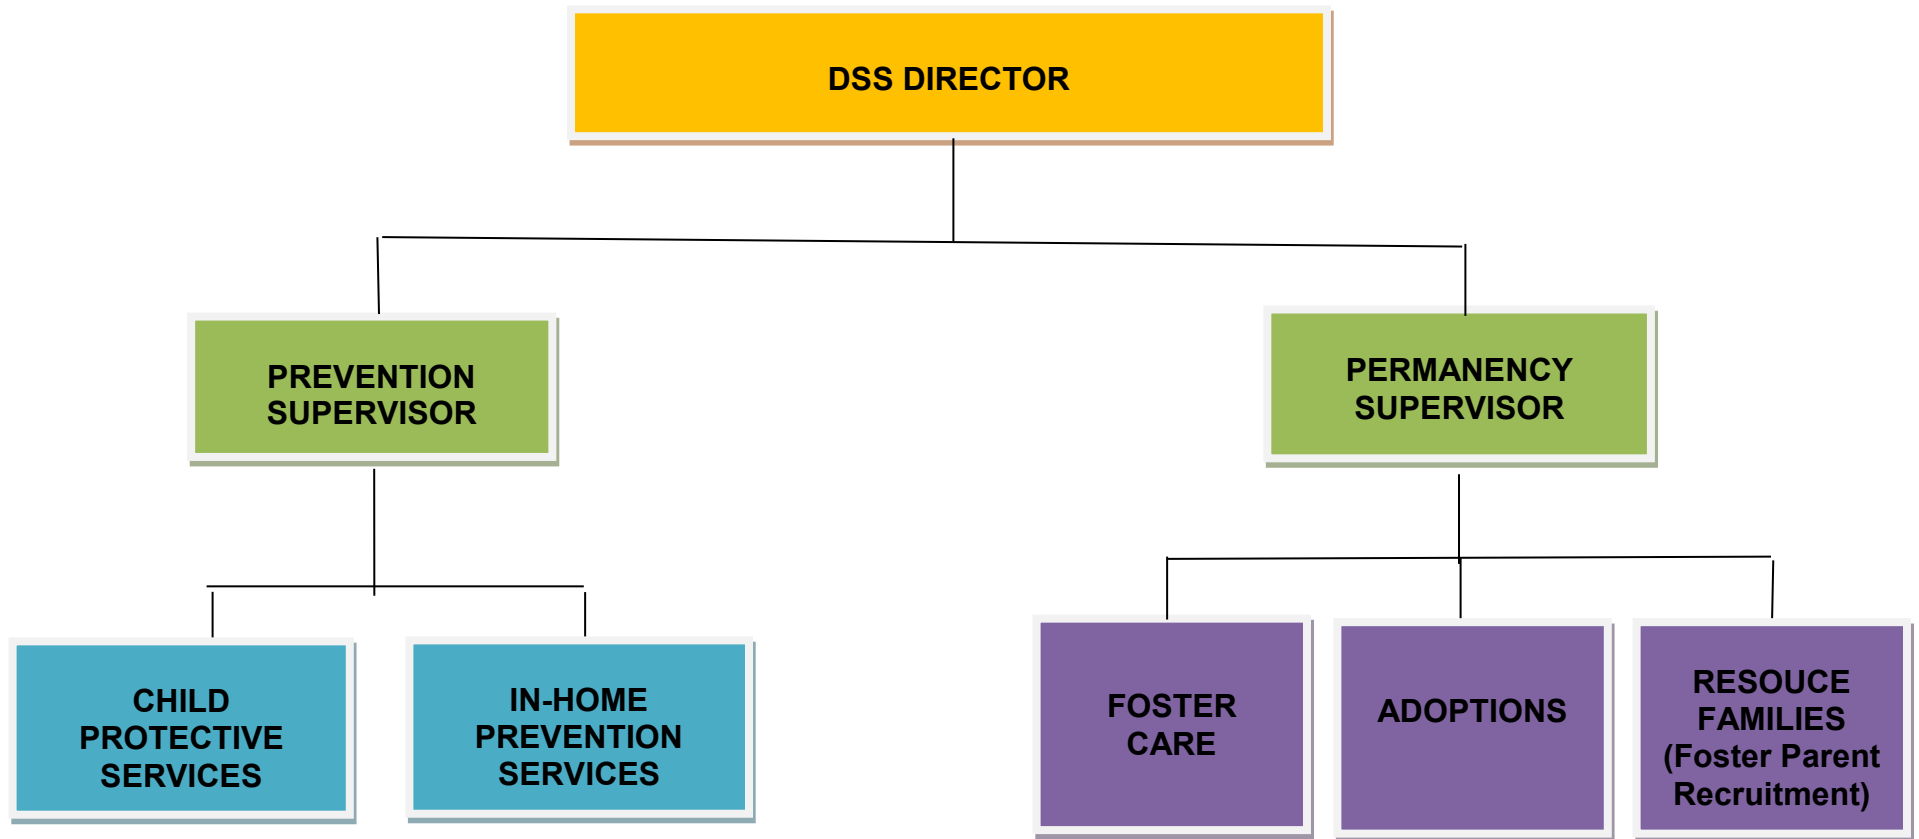 DSS DIRECTOR
PREVENTION
SUPERVISOR
PERMANENCY
SUPERVISOR
CHILD
PROTECTIVE
SERVICES
IN-HOME
PREVENTION
SERVICES
FOSTER
CARE
ADOPTIONS
RESOUCE
FAMILIES
(Foster Parent
Recruitment)